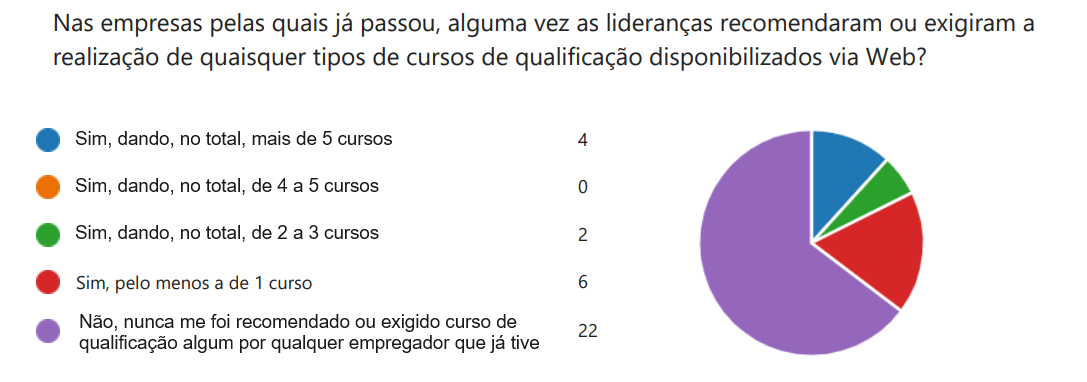 Nas empresas pelas quais já passou, alguma vez as lideranças recomendaram ou exigiram a
realização de quaisquer tipos de cursos de qualificação disponibilizados via Web?
Sim, dando, no total, mais de 5 cursos 4
Sim, dando, no total, de 4 a 5 cursos 0
Sim, dando, no total, de 2 a 3 cursos 2
Sim, pelo menos a de 1 curso 6
Não, nunca me foi recomendado ou exigido curso de
qualificação algum por qualquer empregador que já tive 22